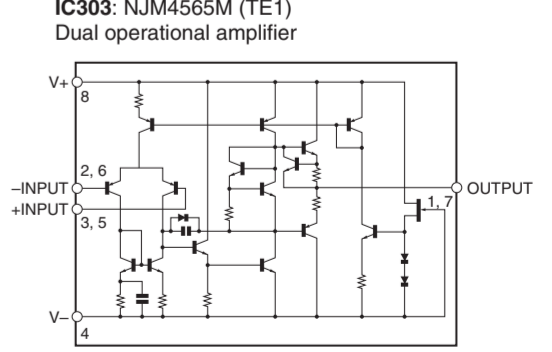 IC303: NJM4565M (TE1)
Dual operational amplifier
V+
8
2, 6
–INPUT
+INPUT
3, 5
OUTPUT
1, 7
V–
4